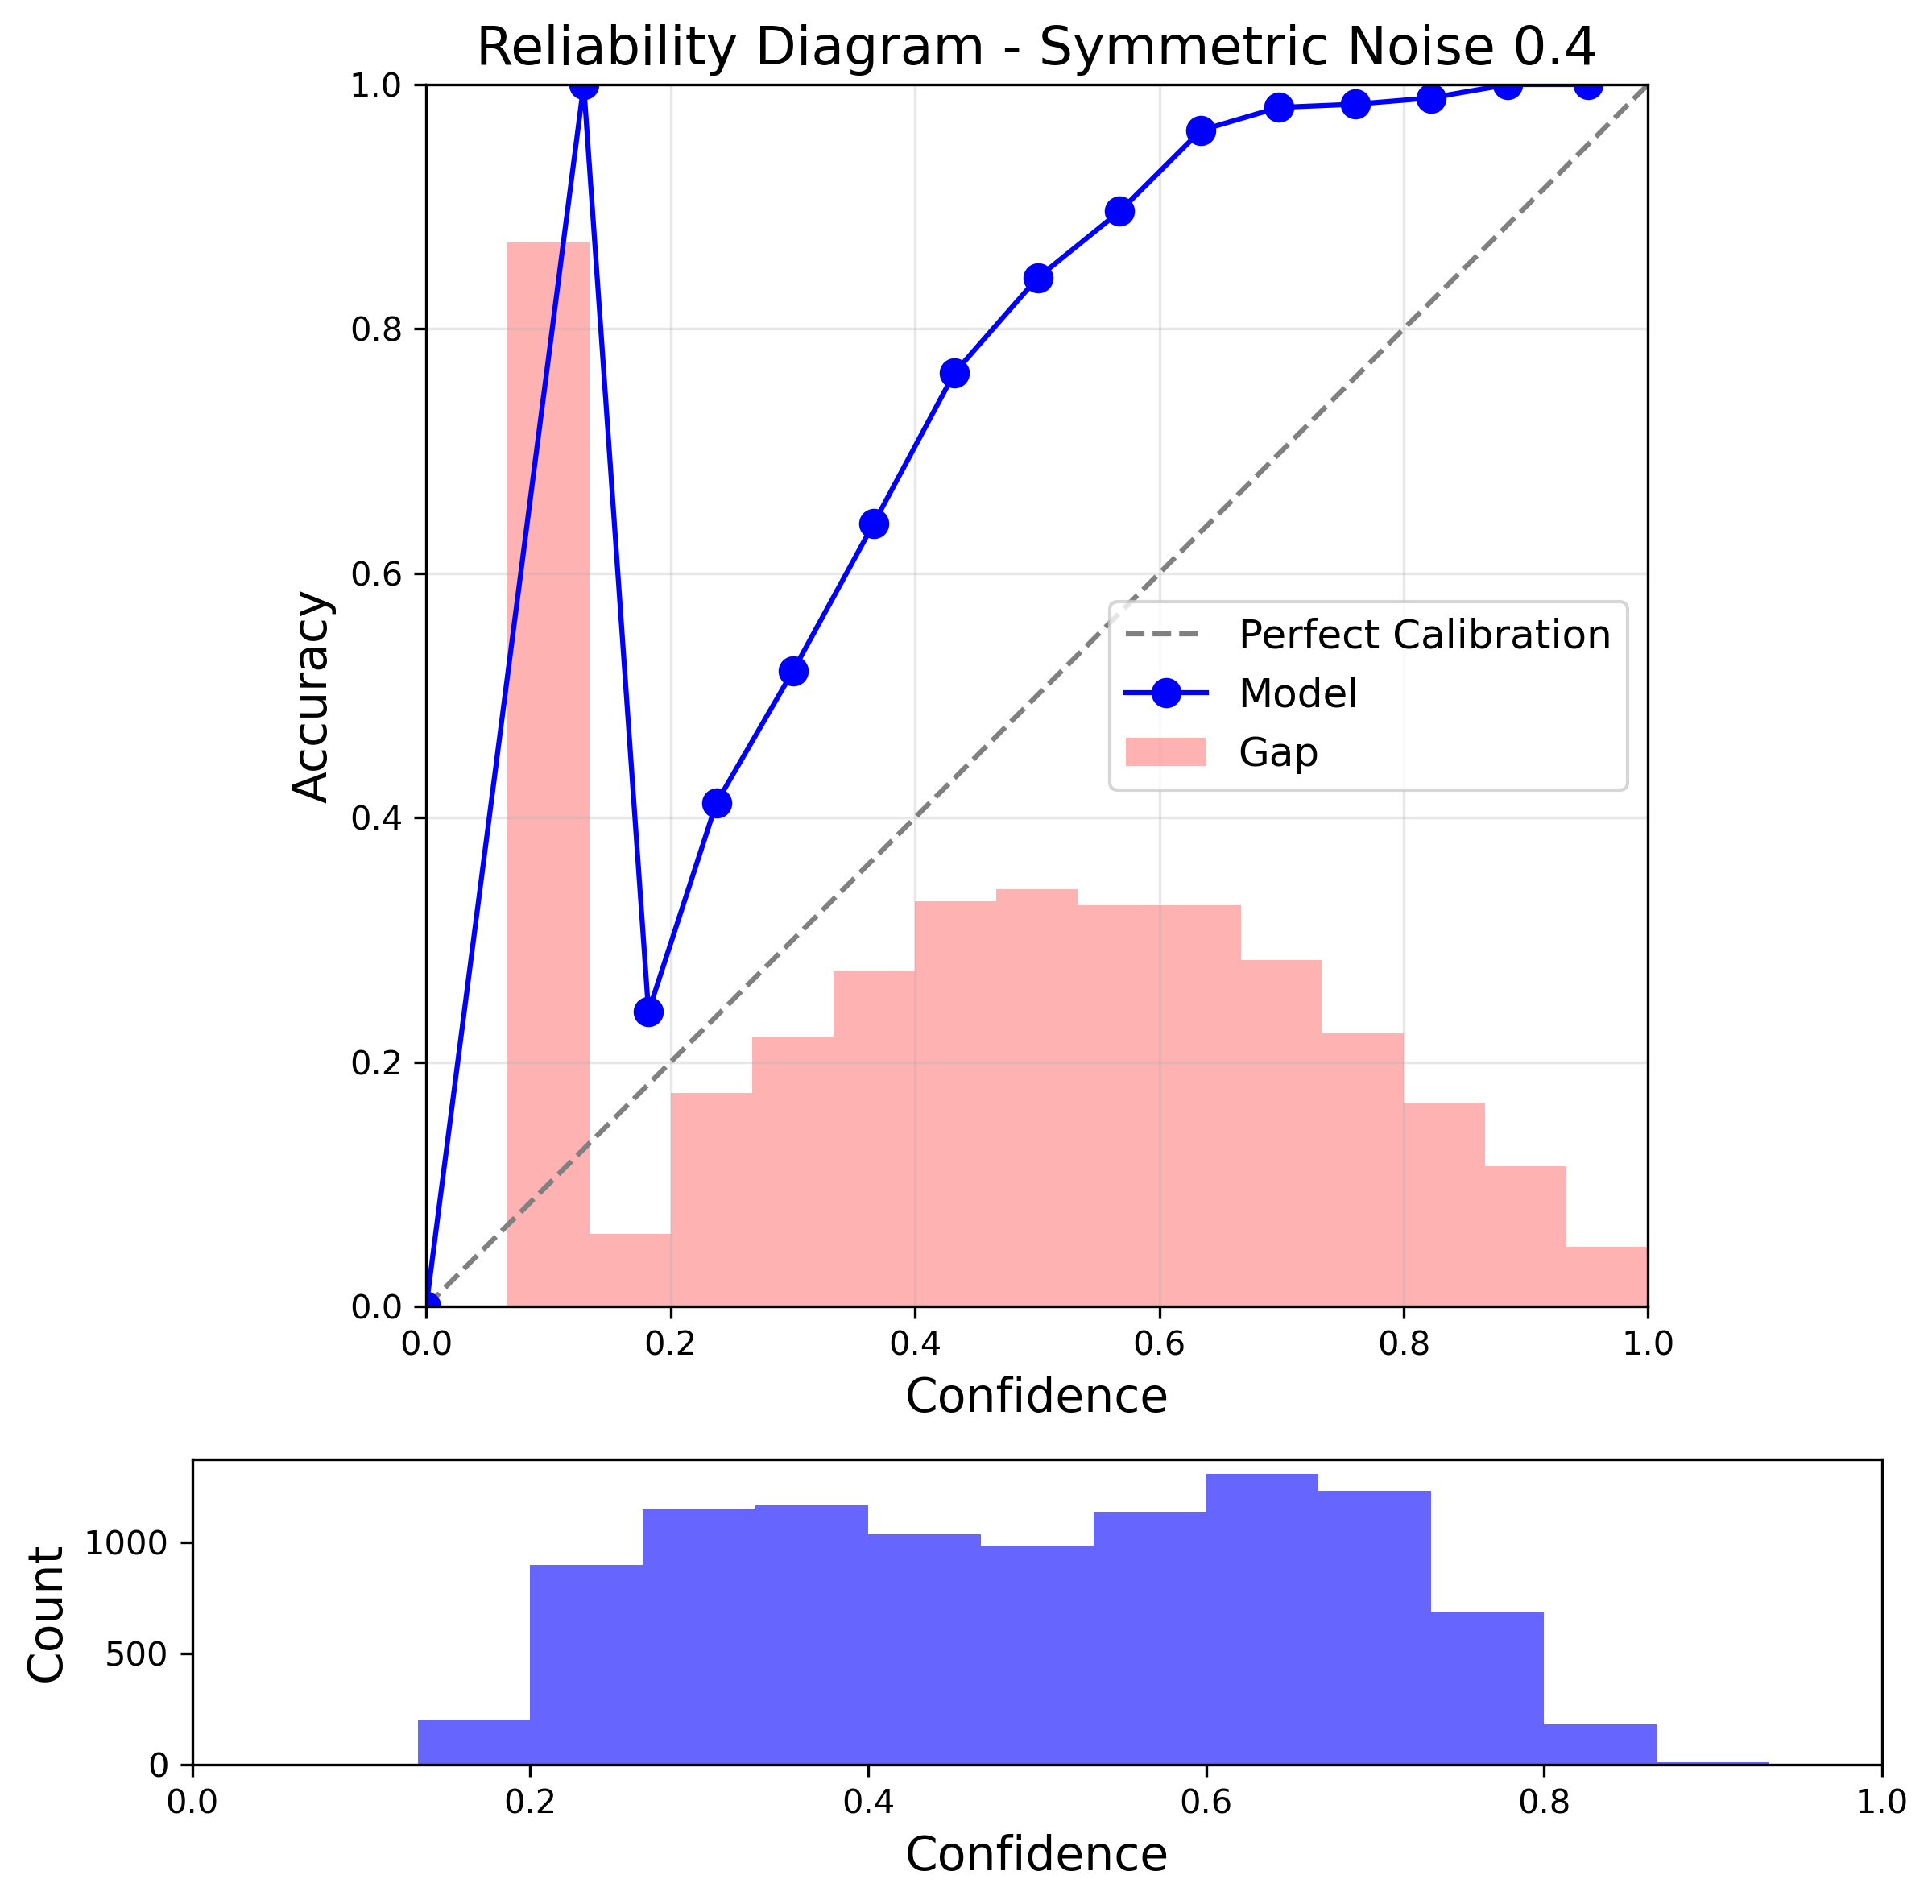 Reliability Diagram - Symmetric Noise 0.4
1.0
0.8
0.6
0.4
0.2
0.0
Accuracy
Perfect Calibration
Model
Gap
0.0 0.2 0.4 0.6 0.8 1.0
Confidence
1000
500
0
Count
0.0 0.2 0.4 0.6 0.8 1.0
Confidence